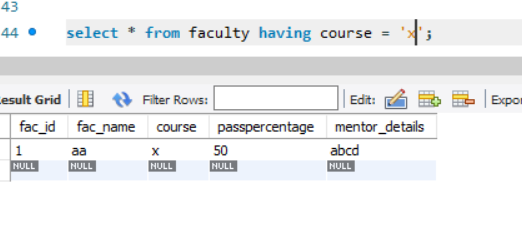 43
44 select * from faculty having course = 'x';
Result Grid Filter Rows: Edit: Expor
fac_id fac_name course passpercentage mentor_details
1 aa x 50 abcd
NULL NULL NULL NULL NULL